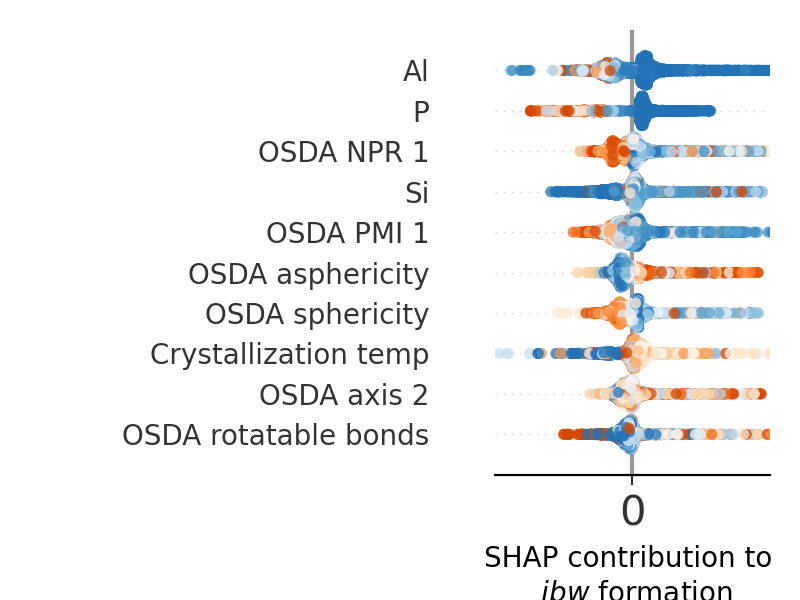 Al
P
OSDA NPR 1
Si
OSDA PMI 1
OSDA asphericity
OSDA sphericity
Crystallization temp
OSDA axis 2
OSDA rotatable bonds
0
SHAP contribution to
ibw formation